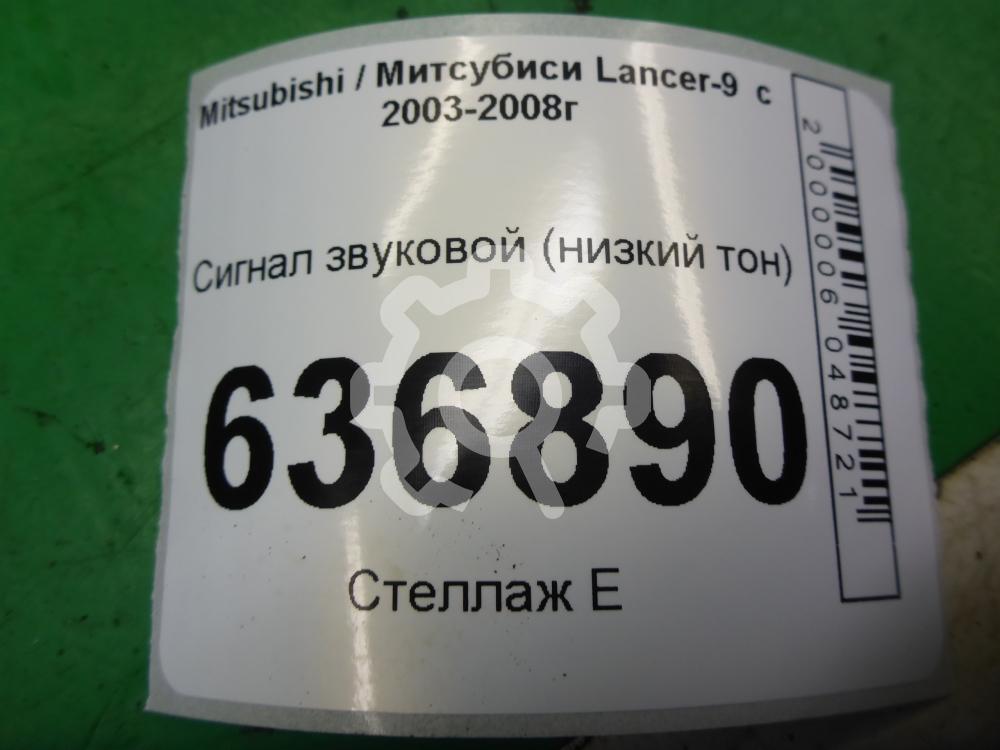 Mitsubishi / Митсубиси Lancer-9 с
2003-2008г
Сигнал звуковой (низкий тон)
636890
Стеллаж Е
2000006048721